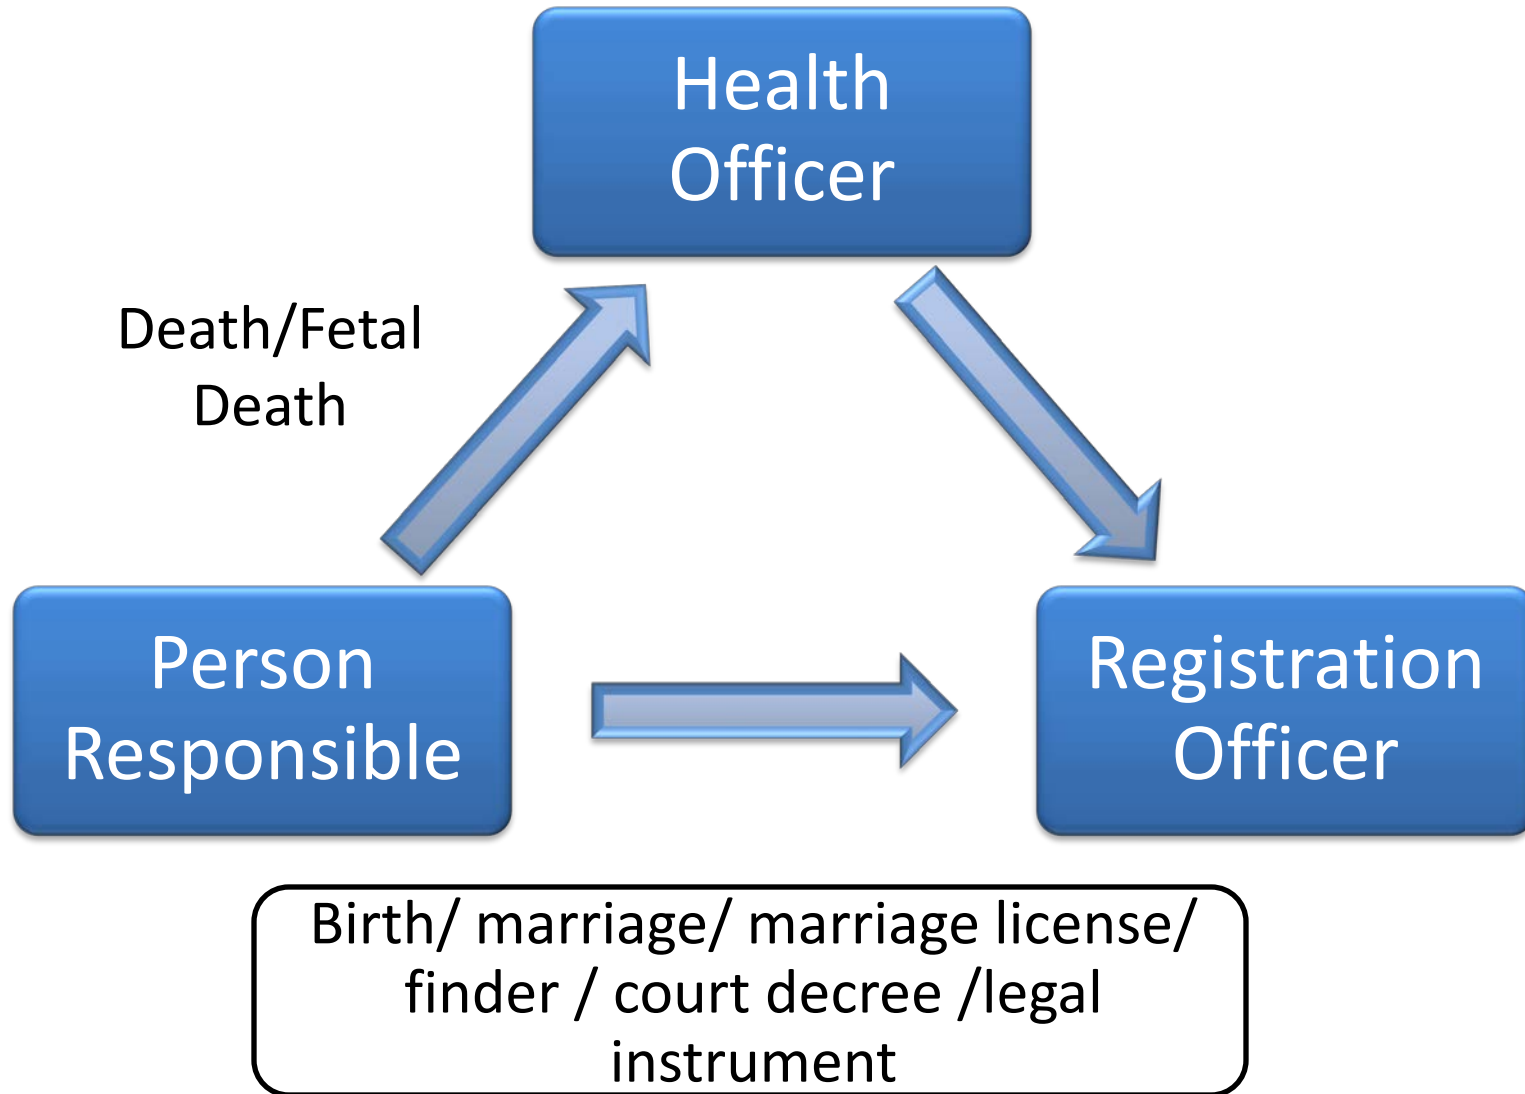 Health
Officer
Death/Fetal
Death
Person
Responsible
Registration
Officer
Birth/ marriage/ marriage license/
finder / court decree /legal
instrument